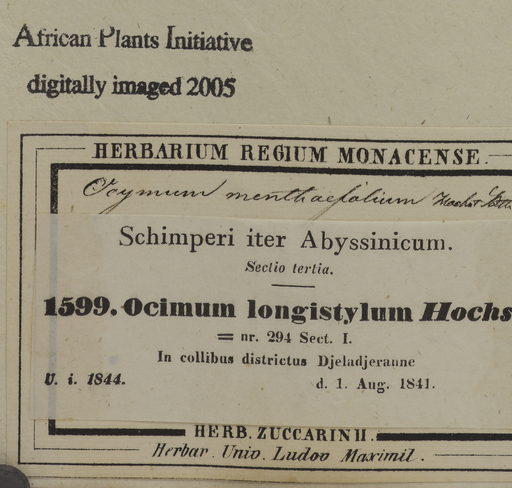 African Plants Initiative
digitally imaged 2005
HERBARIUM REGIUM MONACENSE.
Ocymum menthaefolium Hochst
Schimperi iter Abyssinicum.
Sectio tertia.
1599. Ocimum longistylum Hochs
= nr. 294 Sect. I.
In collibus districtus Djeladjeranne
U. i. 1844. d. 1. Aug. 1841.
HERB. ZUCCARINII.
Herbar. Univ. Ludov Maximil.